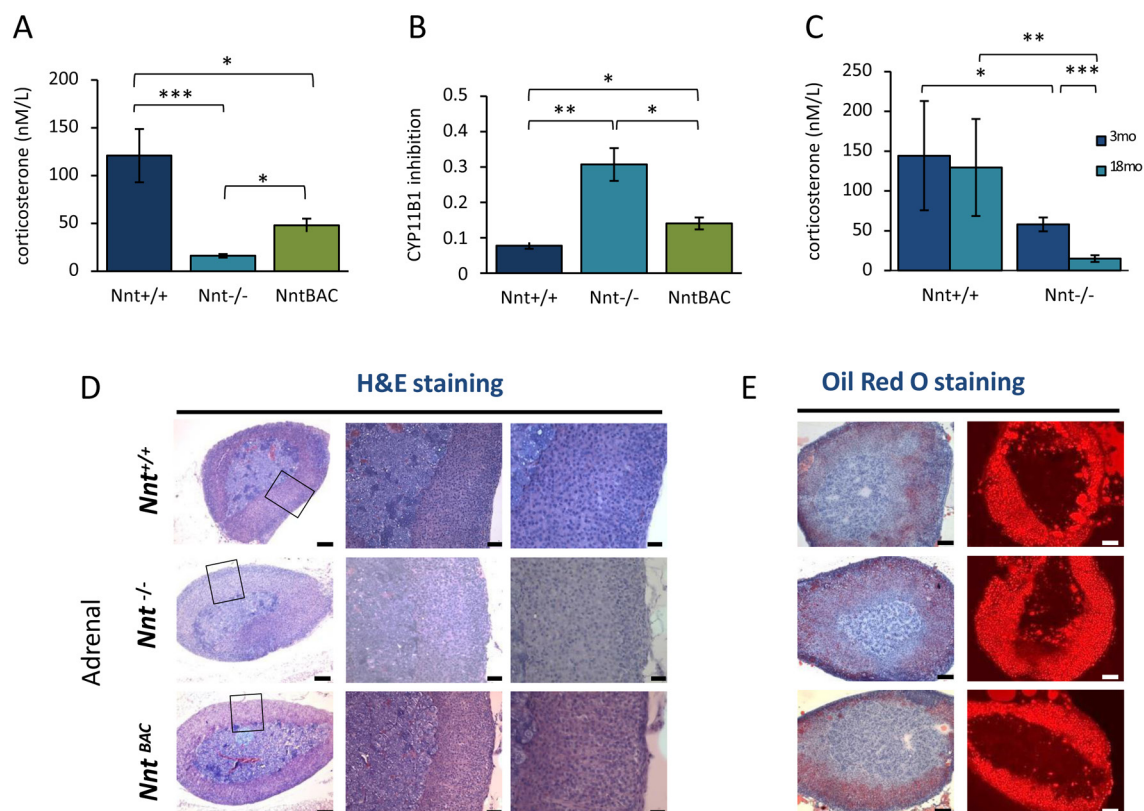 A
corticosterone (nM/L)
200
150
100
50
0
*
***
*
Nnt+/+
Nnt-/-
NntBAC
B
CYP11B1 inhibition
0.5
0.4
0.3
0.2
0.1
0
*
**
*
Nnt+/+
Nnt-/-
NntBAC
C
corticosterone (nM/L)
250
200
150
100
50
0
**
*
***
3mo
18mo
Nnt+/+
Nnt-/-
D
H&E staining
Adrenal
Nnt+/+
Nnt -/-
Nnt BAC
E
Oil Red O staining